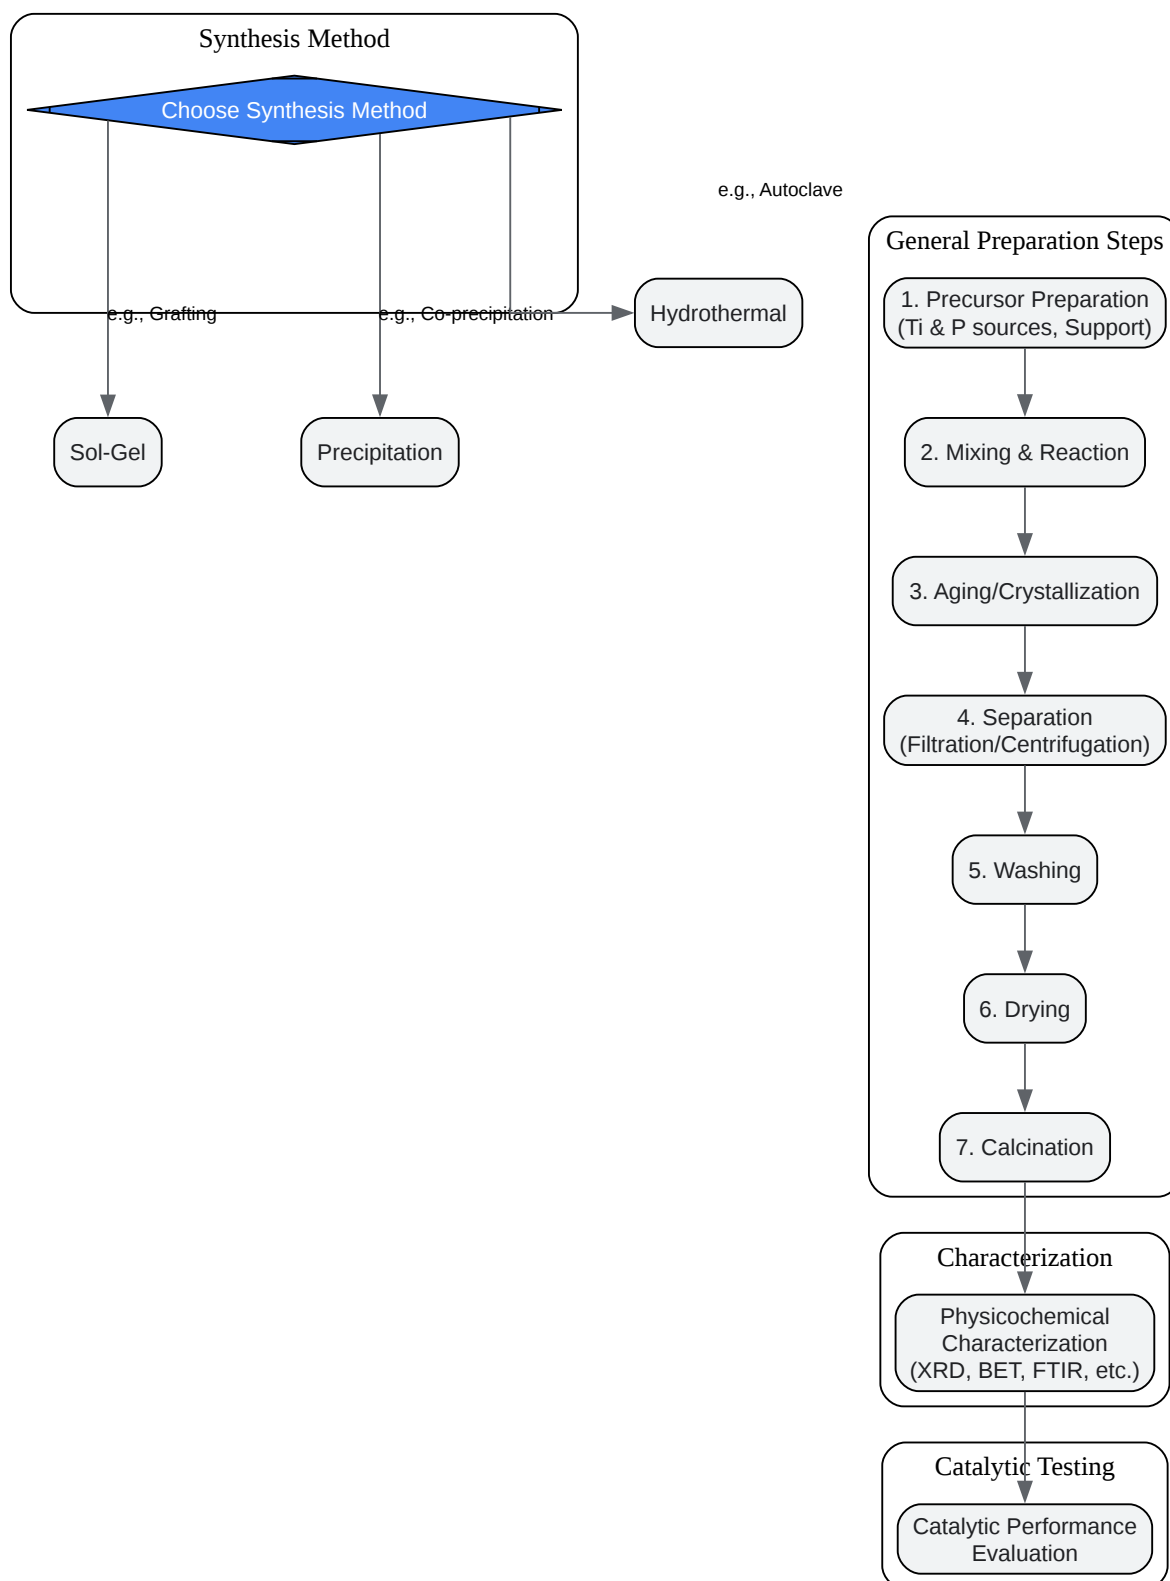 Synthesis Method
Choose Synthesis Method
e.g., Autoclave
General Preparation Steps
e.g., Grafting
e.g., Co-precipitation
Hydrothermal
Sol-Gel
Precipitation
1. Precursor Preparation
(Ti & P sources, Support)
2. Mixing & Reaction
3. Aging/Crystallization
4. Separation
(Filtration/Centrifugation)
5. Washing
6. Drying
7. Calcination
Characterization
Physicochemical
Characterization
(XRD, BET, FTIR, etc.)
Catalytic Testing
Catalytic Performance
Evaluation